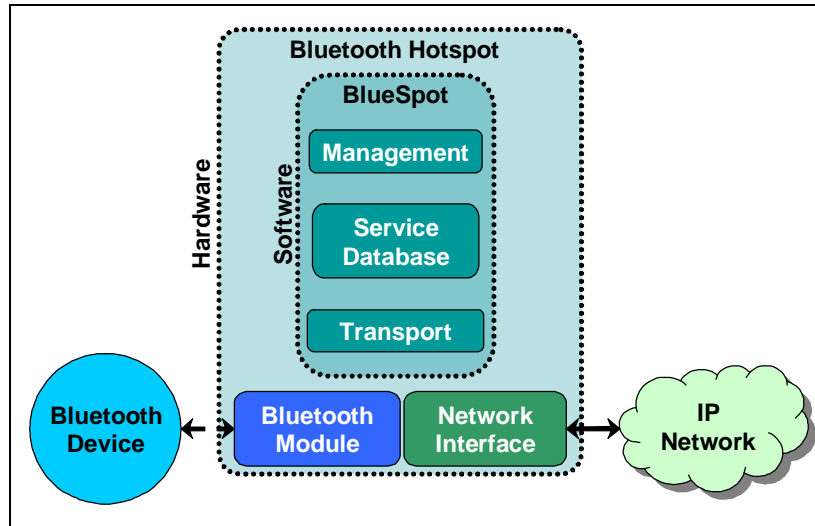 Bluetooth Hotspot
BlueSpot
Hardware
Software
Management
Service
Database
Transport
Bluetooth
Device
Bluetooth
Module
Network
Interface
IP
Network